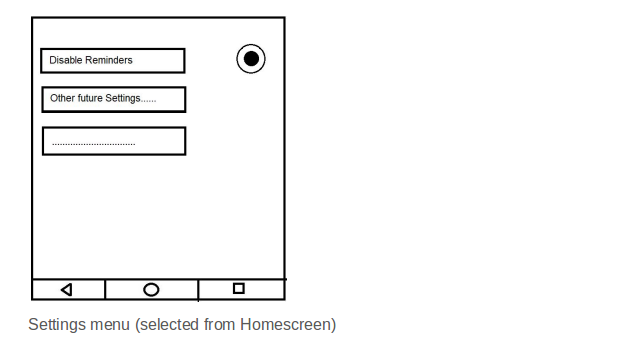 Disable Reminders
Other future Settings......
..............................
Settings menu (selected from Homescreen)